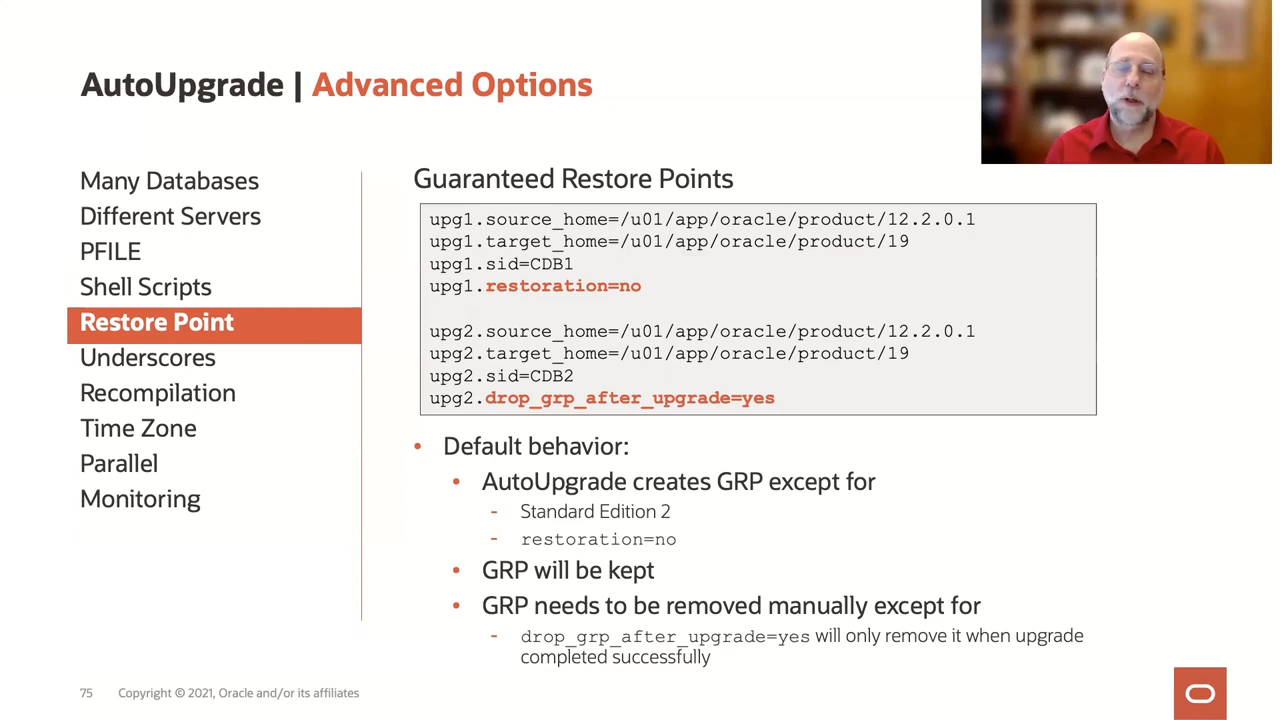 AutoUpgrade | Advanced Options
Many Databases
Different Servers
PFILE
Shell Scripts
Restore Point
Underscores
Recompilation
Time Zone
Parallel
Monitoring
Guaranteed Restore Points
upg1.source_home=/u01/app/oracle/product/12.2.0.1
upg1.target_home=/u01/app/oracle/product/19
upg1.sid=CDB1
upg1.restoration=no
upg2.source_home=/u01/app/oracle/product/12.2.0.1
upg2.target_home=/u01/app/oracle/product/19
upg2.sid=CDB2
upg2.drop_grp_after_upgrade=yes
• Default behavior:
• AutoUpgrade creates GRP except for
- Standard Edition 2
- restoration=no
• GRP will be kept
• GRP needs to be removed manually except for
- drop_grp_after_upgrade=yes will only remove it when upgrade
completed successfully
75 Copyright © 2021, Oracle and/or its affiliates